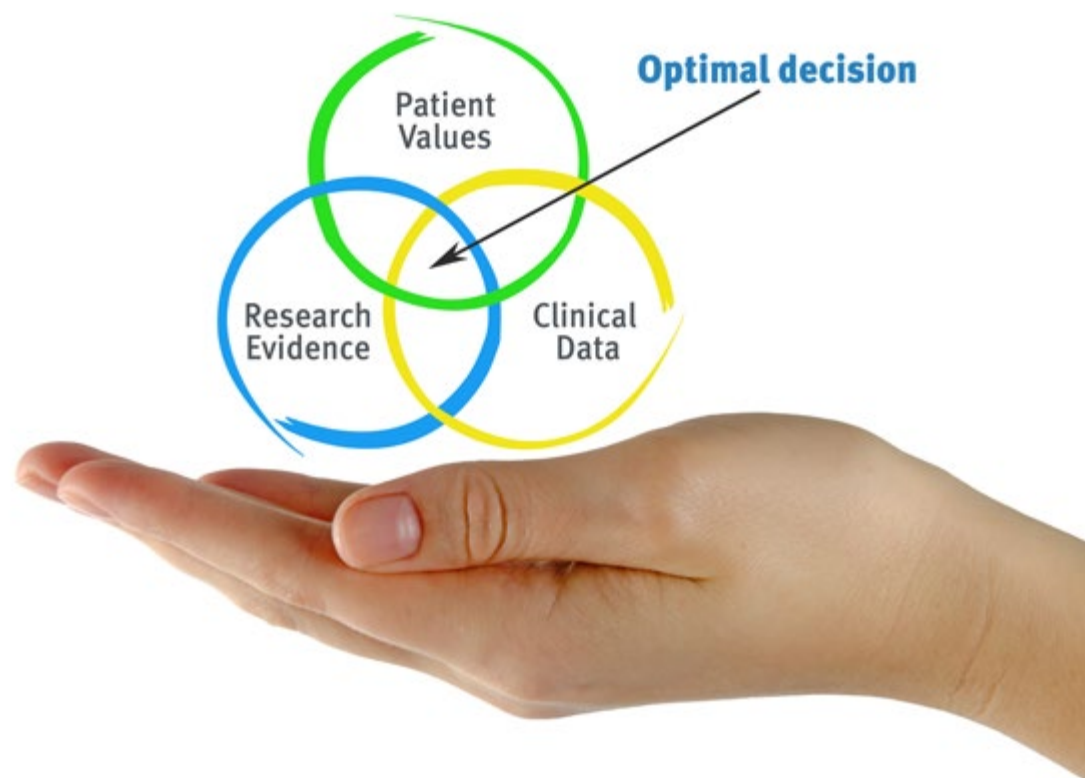 Optimal decision
Patient
Values
Research
Evidence
Clinical
Data